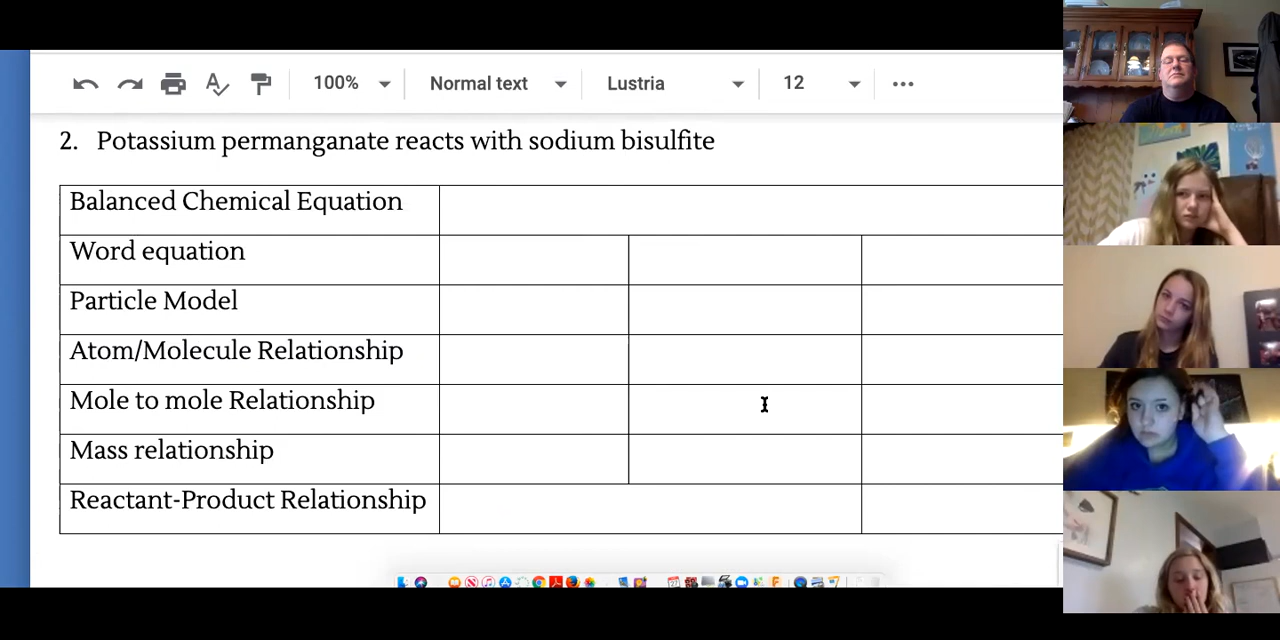 100% Normal text Lustria 12
2. Potassium permanganate reacts with sodium bisulfite
Balanced Chemical Equation
Word equation
Particle Model
Atom/Molecule Relationship
Mole to mole Relationship
Mass relationship
Reactant-Product Relationship